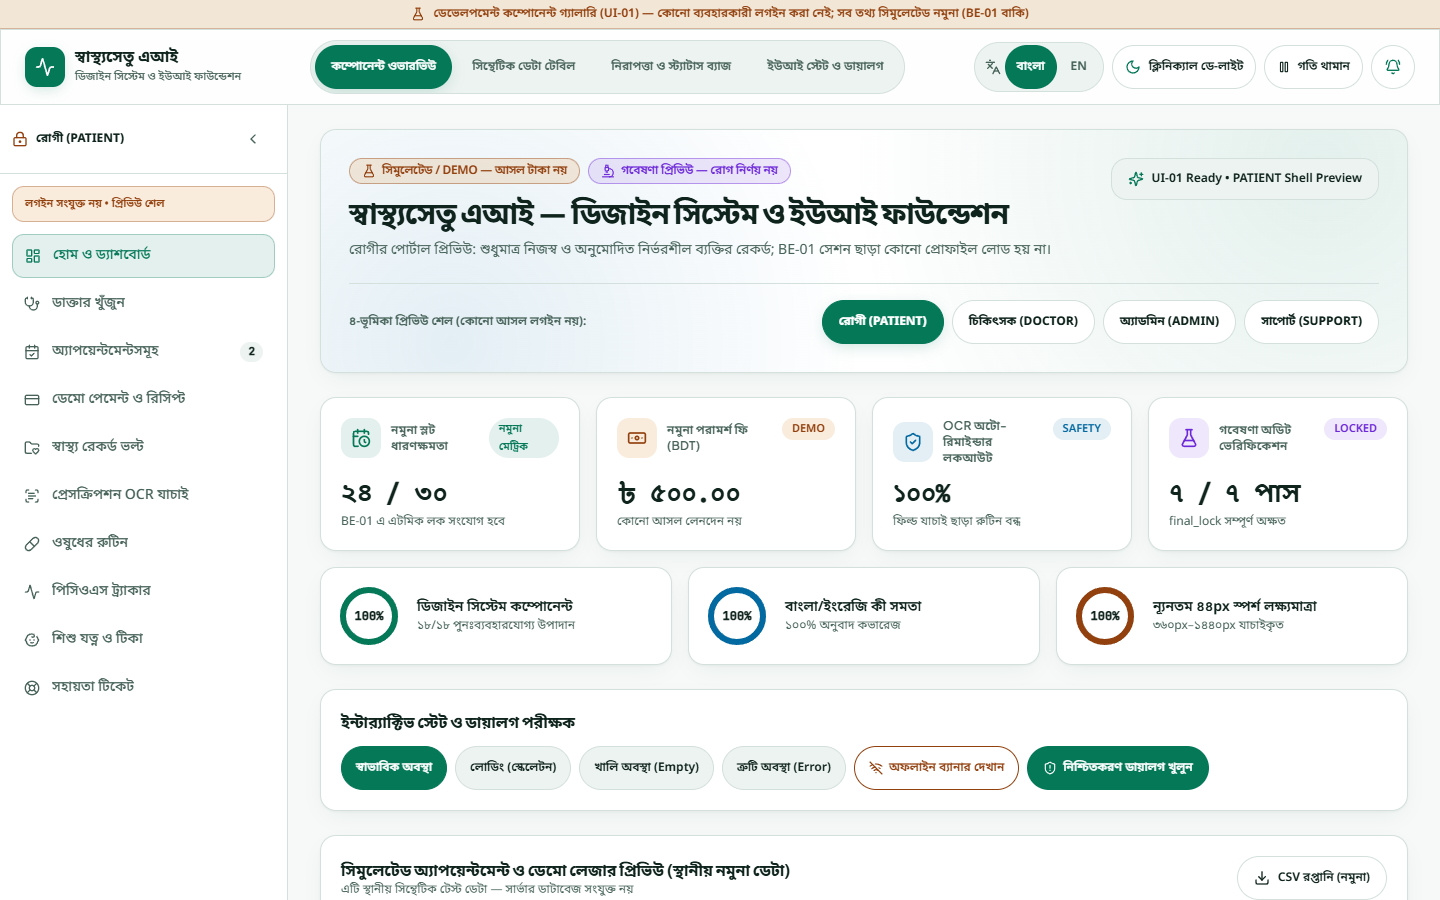 ডেভেলপমেন্ট কম্পোনেন্ট গ্যালারি (UI-01) — কোনো ব্যবহারকারী লগইন করা নেই; সব তথ্য সিমুলেটেড নমুনা (BE-01 বাকি)
স্বাস্থ্যসেতু এআই
ডিজাইন সিস্টেম ও ইউআই ফাউন্ডেশন
কম্পোনেন্ট ওভারভিউ
সিন্থেটিক ডেটা টেবিল
নিরাপত্তা ও স্ট্যাটাস ব্যাজ
ইউআই স্টেট ও ডায়ালগ
বাংলা
EN
ক্লিনিক্যাল ডে-লাইট
গতি থামান
রোগী (PATIENT)
লগইন সংযুক্ত নয় • প্রিভিউ শেল
হোম ও ড্যাশবোর্ড
ডাক্তার খুঁজুন
অ্যাপয়েন্টমেন্টসমূহ
2
ডেমো পেমেন্ট ও রিসিপ্ট
স্বাস্থ্য রেকর্ড ভল্ট
প্রেসক্রিপশন OCR যাচাই
ওষুধের রুটিন
পিসিওএস ট্র্যাকার
শিশু যত্ন ও টিকা
সহায়তা টিকেট
সিমুলেটেড / DEMO — আসল টাকা নয়
গবেষণা প্রিভিউ — রোগ নির্ণয় নয়
UI-01 Ready • PATIENT Shell Preview
স্বাস্থ্যসেতু এআই — ডিজাইন সিস্টেম ও ইউআই ফাউন্ডেশন
রোগীর পোর্টাল প্রিভিউ: শুধুমাত্র নিজস্ব ও অনুমোদিত নির্ভরশীল ব্যক্তির রেকর্ড; BE-01 সেশন ছাড়া কোনো প্রোফাইল লোড হয় না।
৪-ভূমিকা প্রিভিউ শেল (কোনো আসল লগইন নয়):
রোগী (PATIENT)
চিকিৎসক (DOCTOR)
অ্যাডমিন (ADMIN)
সাপোর্ট (SUPPORT)
নমুনা স্লট
ধারণক্ষমতা
নমুনা
মেট্রিক
২৪ / ৩০
BE-01 এ এটমিক লক সংযোগ হবে
নমুনা পরামর্শ ফি
(BDT)
DEMO
৳ ৫০০.০০
কোনো আসল লেনদেন নয়
OCR অটো-
রিমাইন্ডার
লকআউট
SAFETY
১০০%
ফিল্ড যাচাই ছাড়া রুটিন বন্ধ
গবেষণা অডিট
ভেরিফিকেশন
LOCKED
৭ / ৭ পাস
final_lock সম্পূর্ণ অক্ষত
100%
ডিজাইন সিস্টেম কম্পোনেন্ট
১৮/১৮ পুনঃব্যবহারযোগ্য উপাদান
100%
বাংলা/ইংরেজি কী সমতা
১০০% অনুবাদ কভারেজ
100%
ন্যূনতম ৪৪px স্পর্শ লক্ষ্যমাত্রা
৩৬০px–১৪৪০px যাচাইকৃত
ইন্টার‍্যাক্টিভ স্টেট ও ডায়ালগ পরীক্ষক
স্বাভাবিক অবস্থা
লোডিং (স্কেলেটন)
খালি অবস্থা (Empty)
ত্রুটি অবস্থা (Error)
অফলাইন ব্যানার দেখান
নিশ্চিতকরণ ডায়ালগ খুলুন
সিমুলেটেড অ্যাপয়েন্টমেন্ট ও ডেমো লেজার প্রিভিউ (স্থানীয় নমুনা ডেটা)
এটি স্থানীয় সিন্থেটিক টেস্ট ডেটা — সার্ভার ডাটাবেজ সংযুক্ত নয়
CSV রপ্তানি (নমুনা)